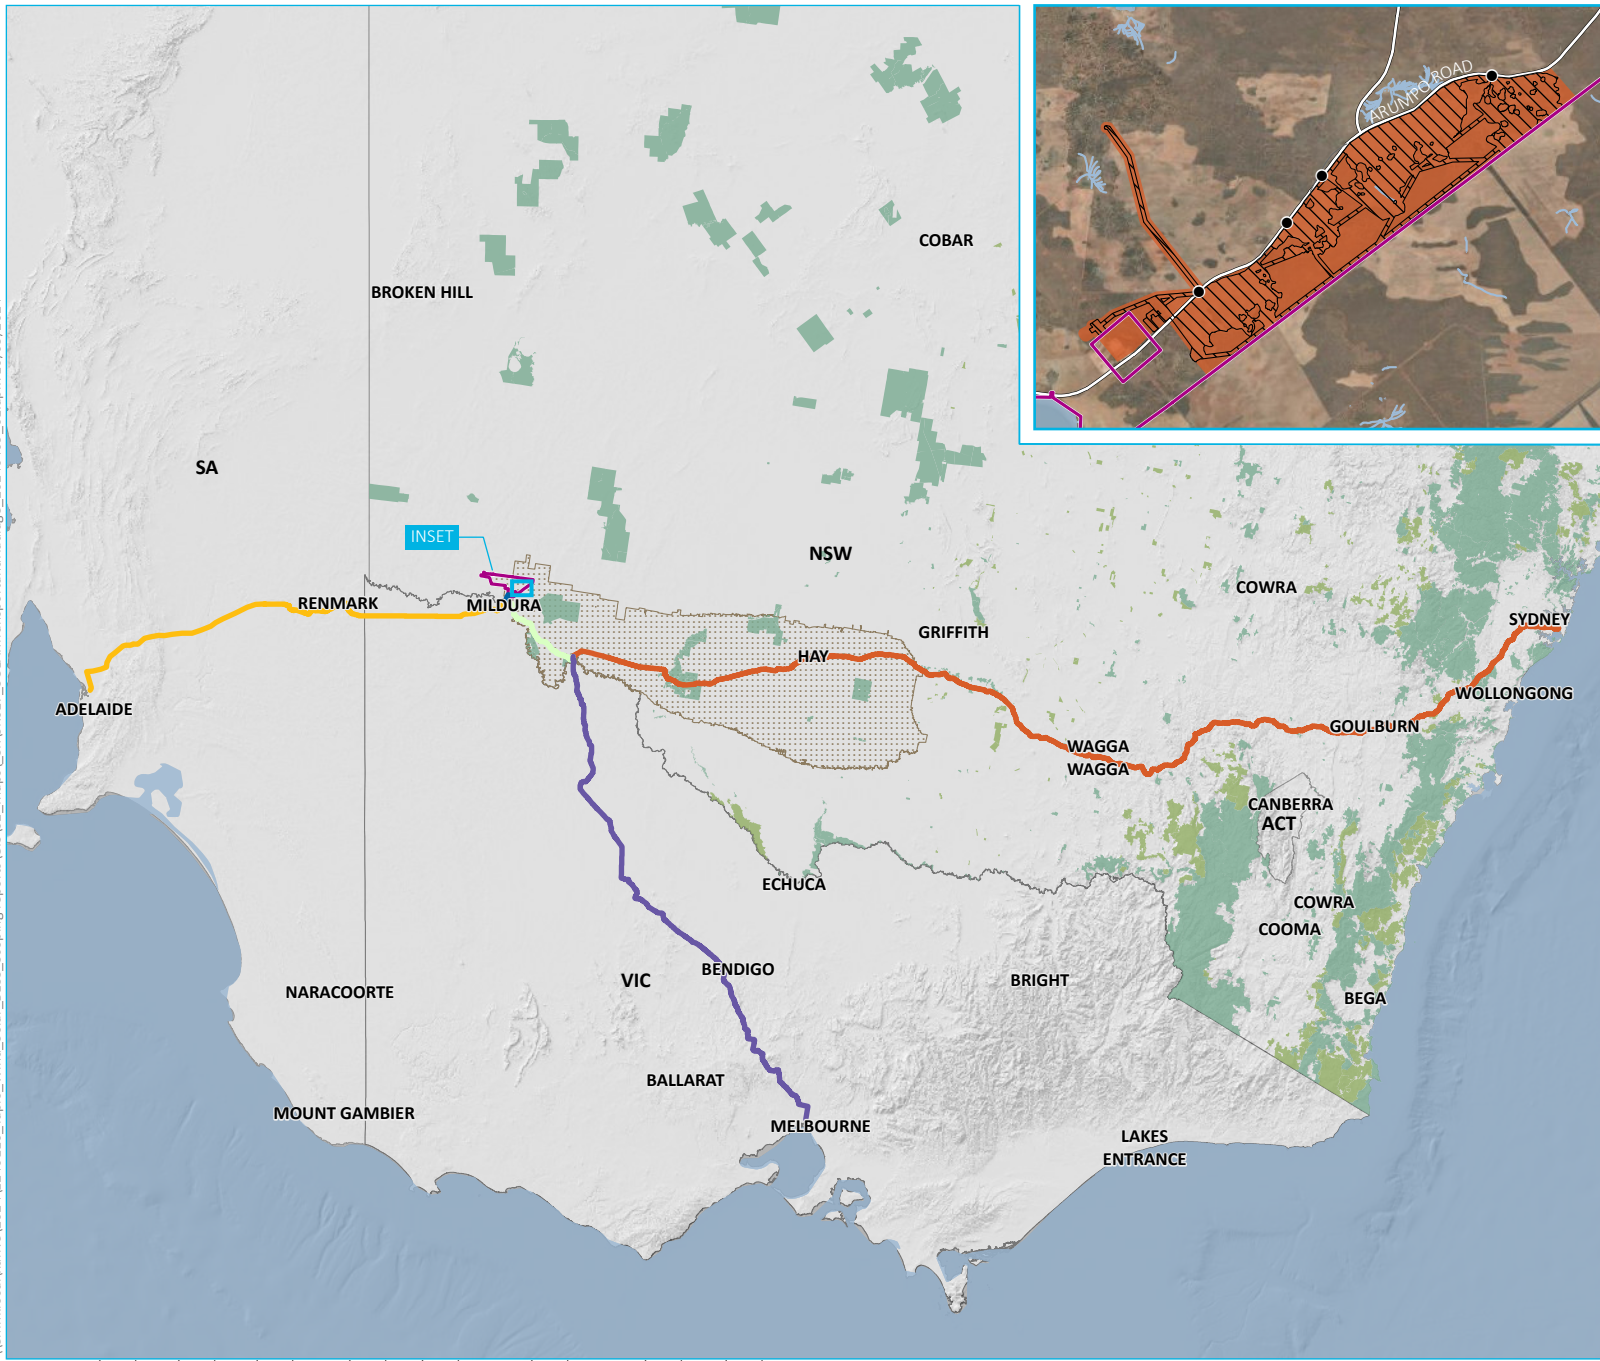 ARUMPO ROAD
COBAR
BROKEN HILL
SA
INSET
NSW
COWRA
RENMARK
MILDURA
SYDNEY
GRIFFITH
HAY
WOLLONGONG
ADELAIDE
GOULBURN
WAGGA
WAGGA
CANBERRA
ACT
ECHUCA
COWRA
COOMA
BENDIGO
VIC
BRIGHT
NARACOORTE
BEGA
BALLARAT
MOUNT GAMBIER
MELBOURNE
LAKES
ENTRANCE